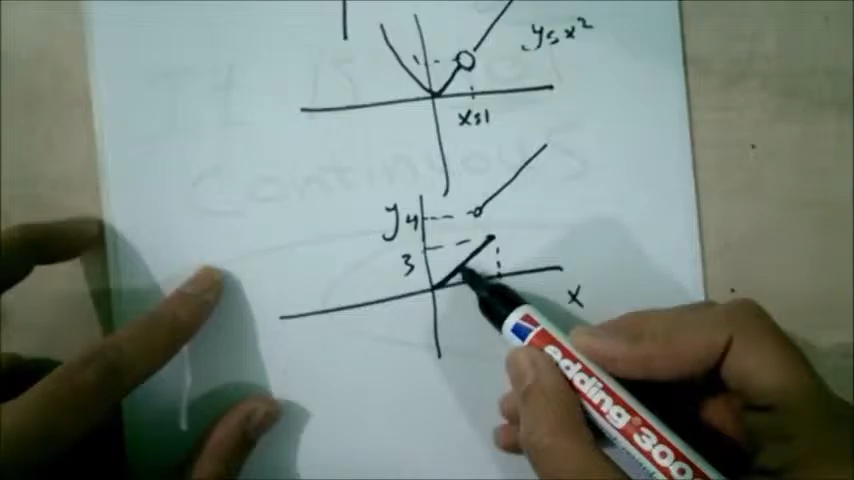 y=x²
x=1
y 4
3
x
edding 3000